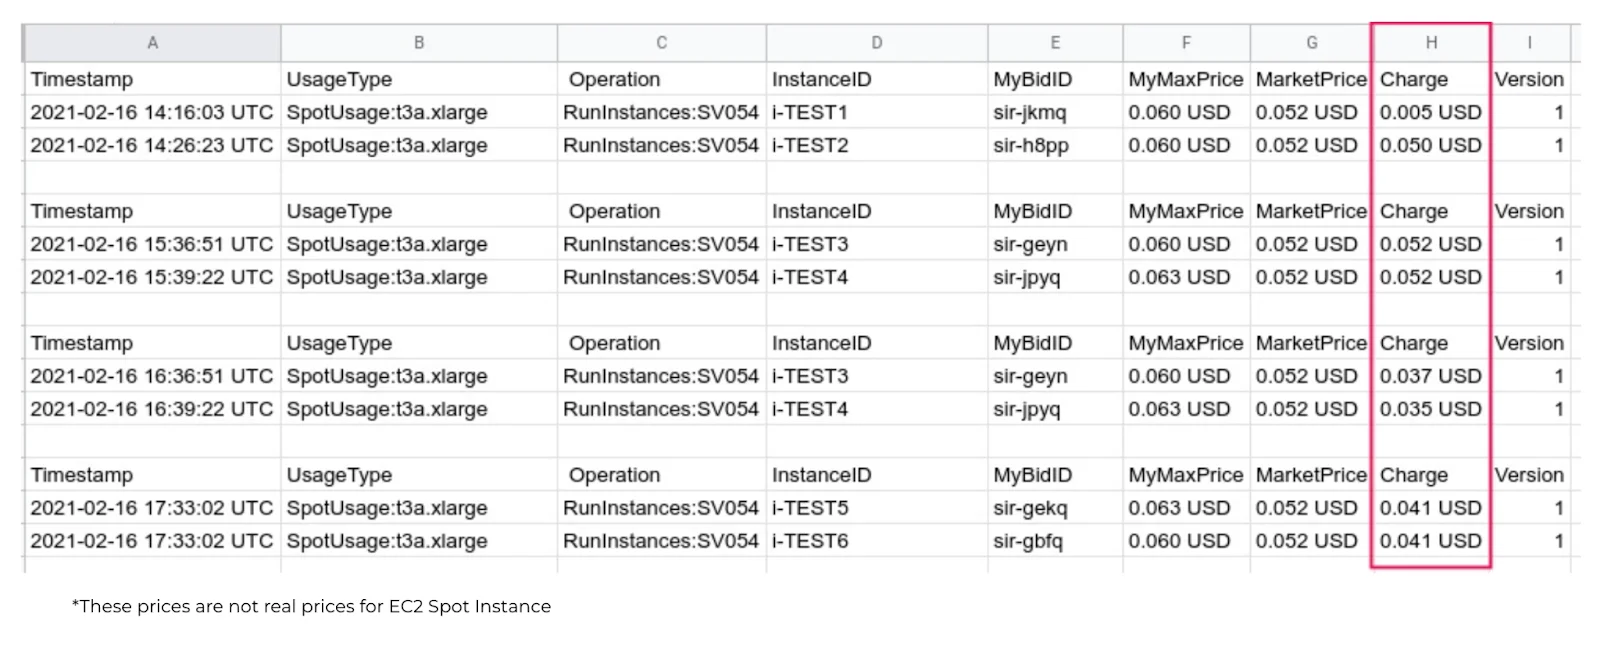 A B C D E F G H I
Timestamp UsageType Operation InstanceID MyBidID MyMaxPrice MarketPrice Charge Version
2021-02-16 14:16:03 UTC SpotUsage:t3a.xlarge RunInstances:SV054 i-TEST1 sir-jkmq 0.060 USD 0.052 USD 0.005 USD 1
2021-02-16 14:26:23 UTC SpotUsage:t3a.xlarge RunInstances:SV054 i-TEST2 sir-h8pp 0.060 USD 0.052 USD 0.050 USD 1
Timestamp UsageType Operation InstanceID MyBidID MyMaxPrice MarketPrice Charge Version
2021-02-16 15:36:51 UTC SpotUsage:t3a.xlarge RunInstances:SV054 i-TEST3 sir-geyn 0.060 USD 0.052 USD 0.052 USD 1
2021-02-16 15:39:22 UTC SpotUsage:t3a.xlarge RunInstances:SV054 i-TEST4 sir-jpyq 0.063 USD 0.052 USD 0.052 USD 1
Timestamp UsageType Operation InstanceID MyBidID MyMaxPrice MarketPrice Charge Version
2021-02-16 16:36:51 UTC SpotUsage:t3a.xlarge RunInstances:SV054 i-TEST3 sir-geyn 0.060 USD 0.052 USD 0.037 USD 1
2021-02-16 16:39:22 UTC SpotUsage:t3a.xlarge RunInstances:SV054 i-TEST4 sir-jpyq 0.063 USD 0.052 USD 0.035 USD 1
Timestamp UsageType Operation InstanceID MyBidID MyMaxPrice MarketPrice Charge Version
2021-02-16 17:33:02 UTC SpotUsage:t3a.xlarge RunInstances:SV054 i-TEST5 sir-gekq 0.063 USD 0.052 USD 0.041 USD 1
2021-02-16 17:33:02 UTC SpotUsage:t3a.xlarge RunInstances:SV054 i-TEST6 sir-gbfq 0.060 USD 0.052 USD 0.041 USD 1
*These prices are not real prices for EC2 Spot Instance